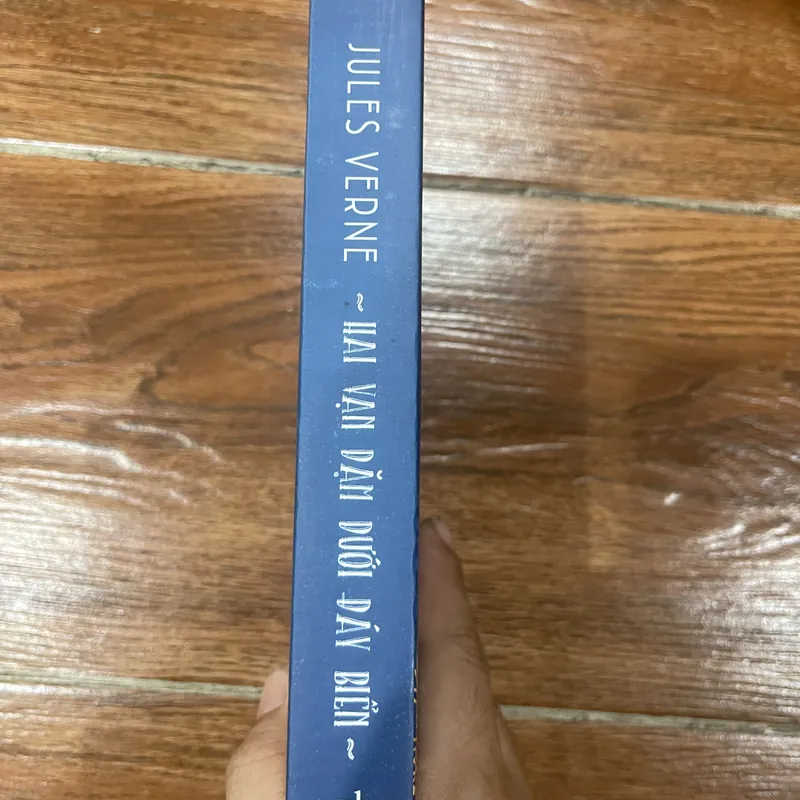 JULES VERNE ~ HAI VẠN DẶM DƯỚI ĐÁY BIỂN ~